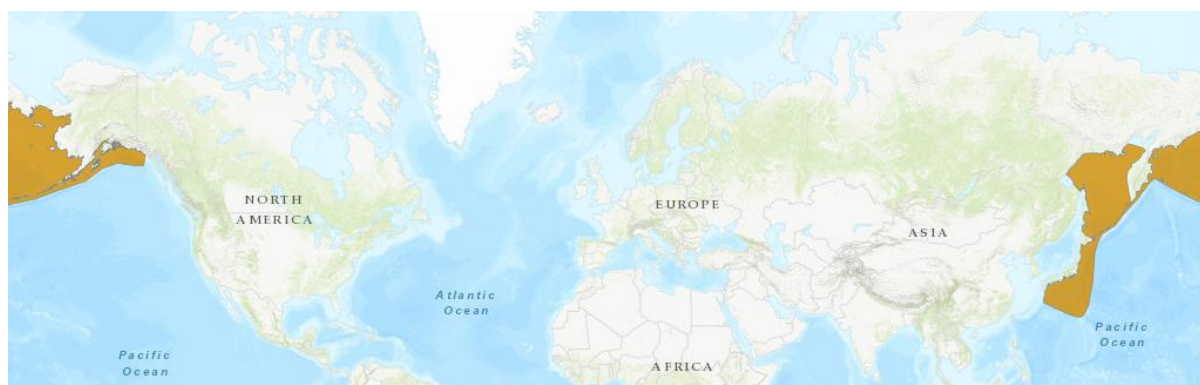 NORTH
AMERICA
EUROPE
ASIA
Atlantic
Ocean
Pacific
Ocean
Pacific
Ocean
AFRICA